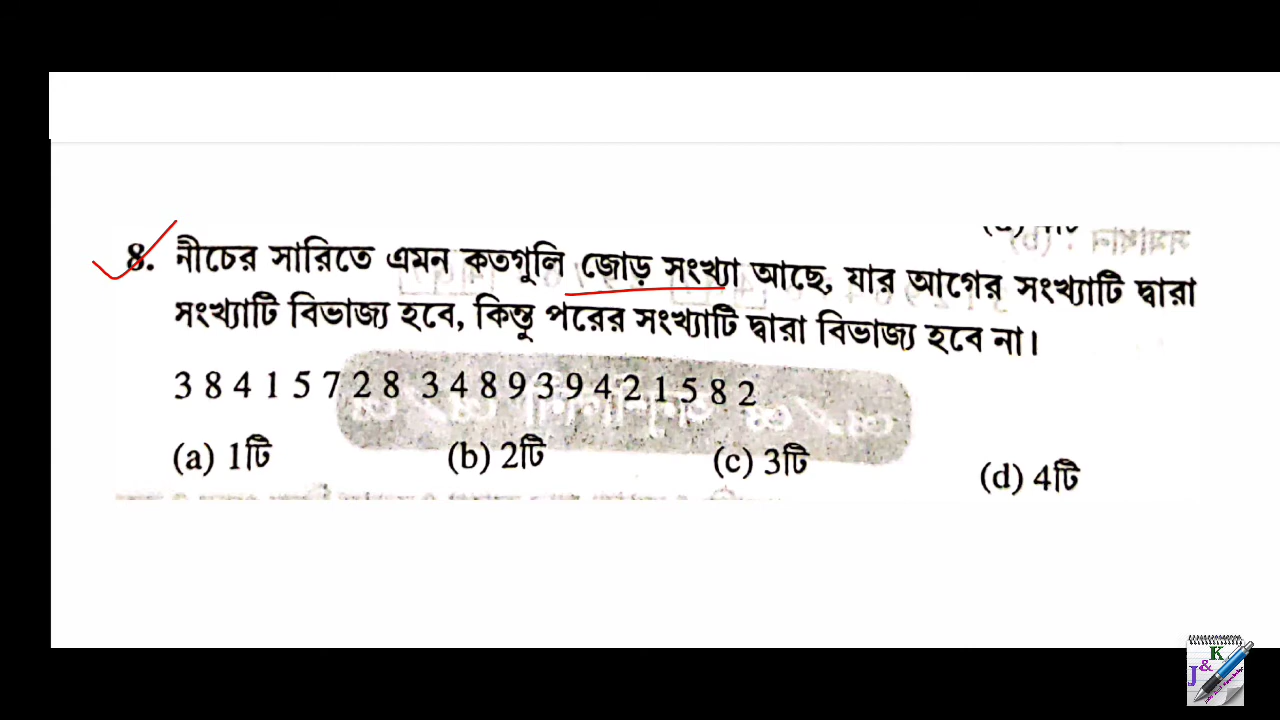 8. নীচের সারিতে এমন কতগুলি জোড় সংখ্যা আছে, যার আগের সংখ্যাটি দ্বারা
সংখ্যাটি বিভাজ্য হবে, কিন্তু পরের সংখ্যাটি দ্বারা বিভাজ্য হবে না।
3 8 4 1 5 7 2 8 3 4 8 9 3 9 4 2 1 5 8 2
(a) 1টি (b) 2টি (c) 3টি (d) 4টি
J & K